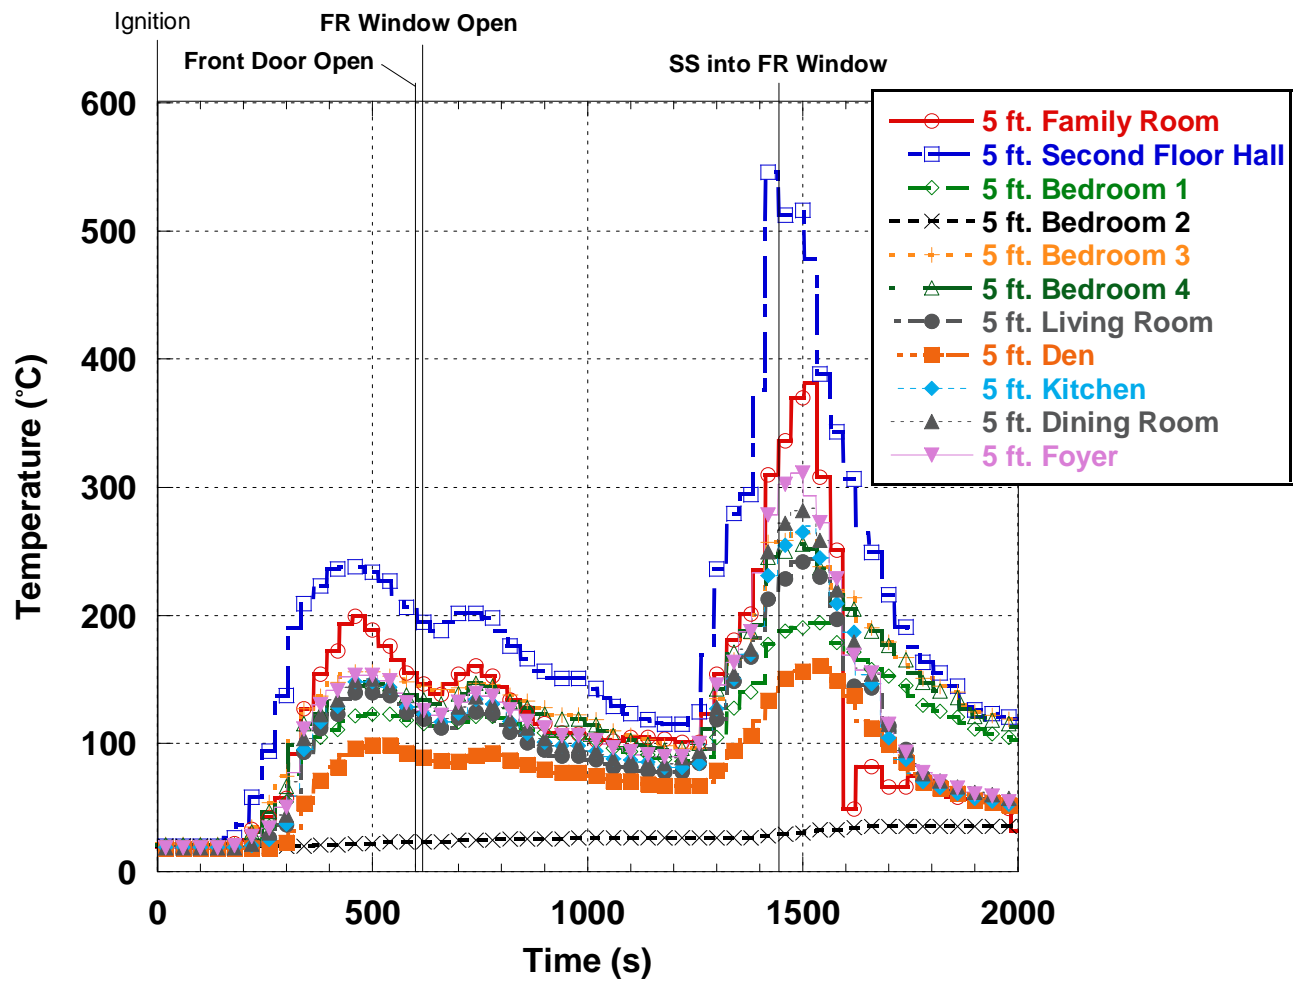 Ignition
FR Window Open
Front Door Open
SS into FR Window
600
500
400
300
200
100
0
Temperature (°C)
5 ft. Family Room
5 ft. Second Floor Hall
5 ft. Bedroom 1
5 ft. Bedroom 2
5 ft. Bedroom 3
5 ft. Bedroom 4
5 ft. Living Room
5 ft. Den
5 ft. Kitchen
5 ft. Dining Room
5 ft. Foyer
0 500 1000 1500 2000
Time (s)